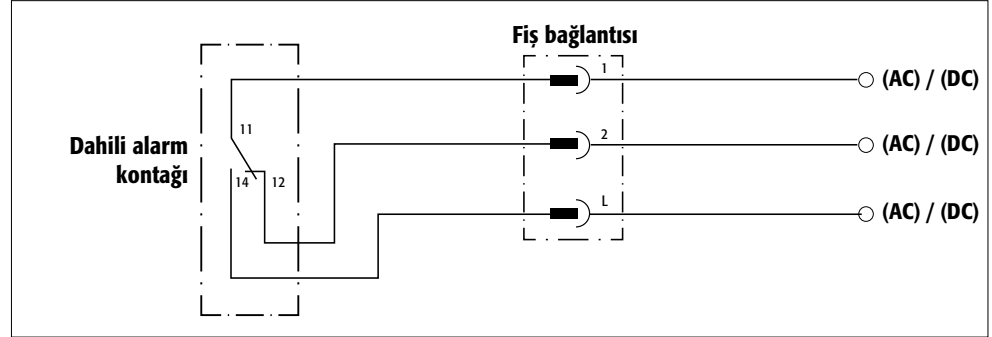 Fiş bağlantısı
1
(AC) / (DC)
11
2
Dahili alarm
kontağı
(AC) / (DC)
14
12
L
(AC) / (DC)